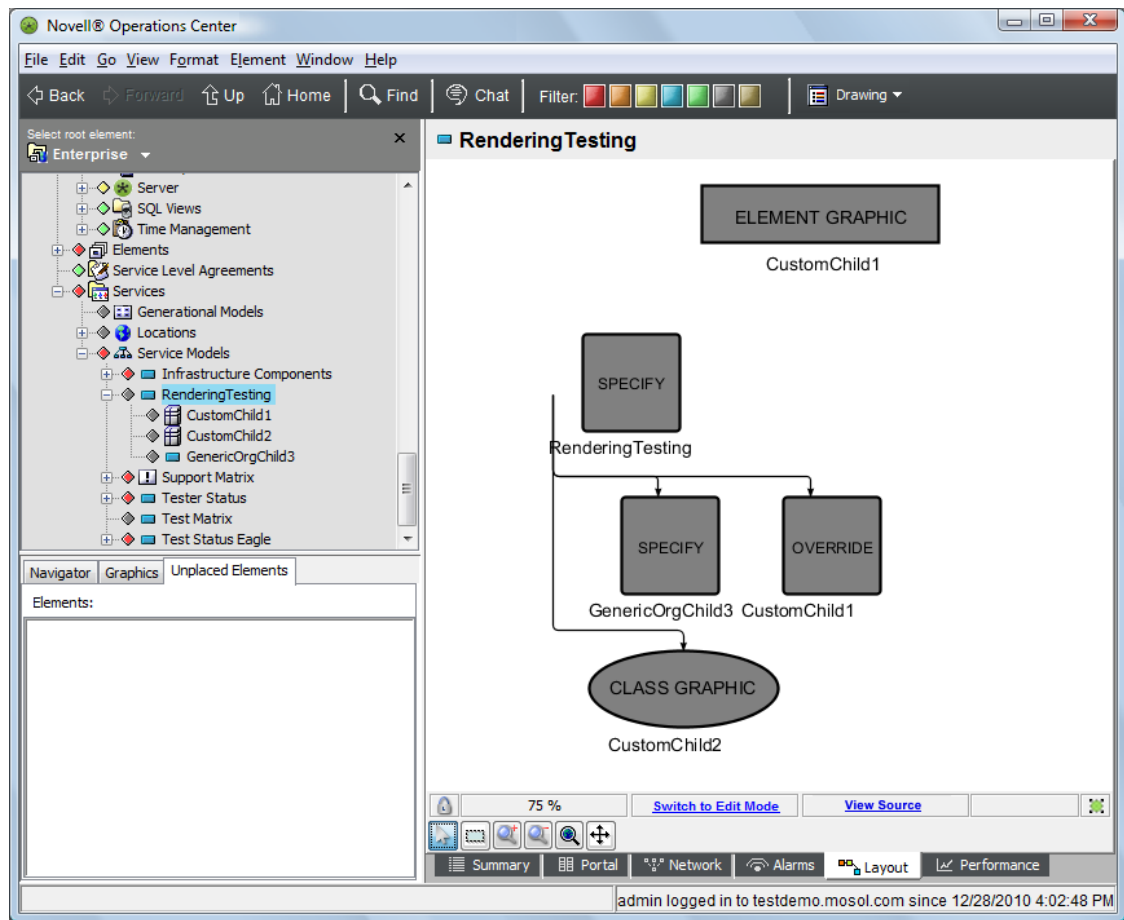 Novell® Operations Center
File Edit Go View Format Element Window Help
Back Forward Up Home Find Chat Filter: Drawing
Select root element:
Enterprise
Server
SQL Views
Time Management
Elements
Service Level Agreements
Services
Generational Models
Locations
Service Models
Infrastructure Components
RenderingTesting
CustomChild1
CustomChild2
GenericOrgChild3
Support Matrix
Tester Status
Test Matrix
Test Status Eagle
Navigator Graphics Unplaced Elements
Elements:
RenderingTesting
ELEMENT GRAPHIC
CustomChild1
SPECIFY
RenderingTesting
SPECIFY OVERRIDE
GenericOrgChild3 CustomChild1
CLASS GRAPHIC
CustomChild2
75 % Switch to Edit Mode View Source
Summary Portal Network Alarms Layout Performance
admin logged in to testdemo.mosol.com since 12/28/2010 4:02:48 PM